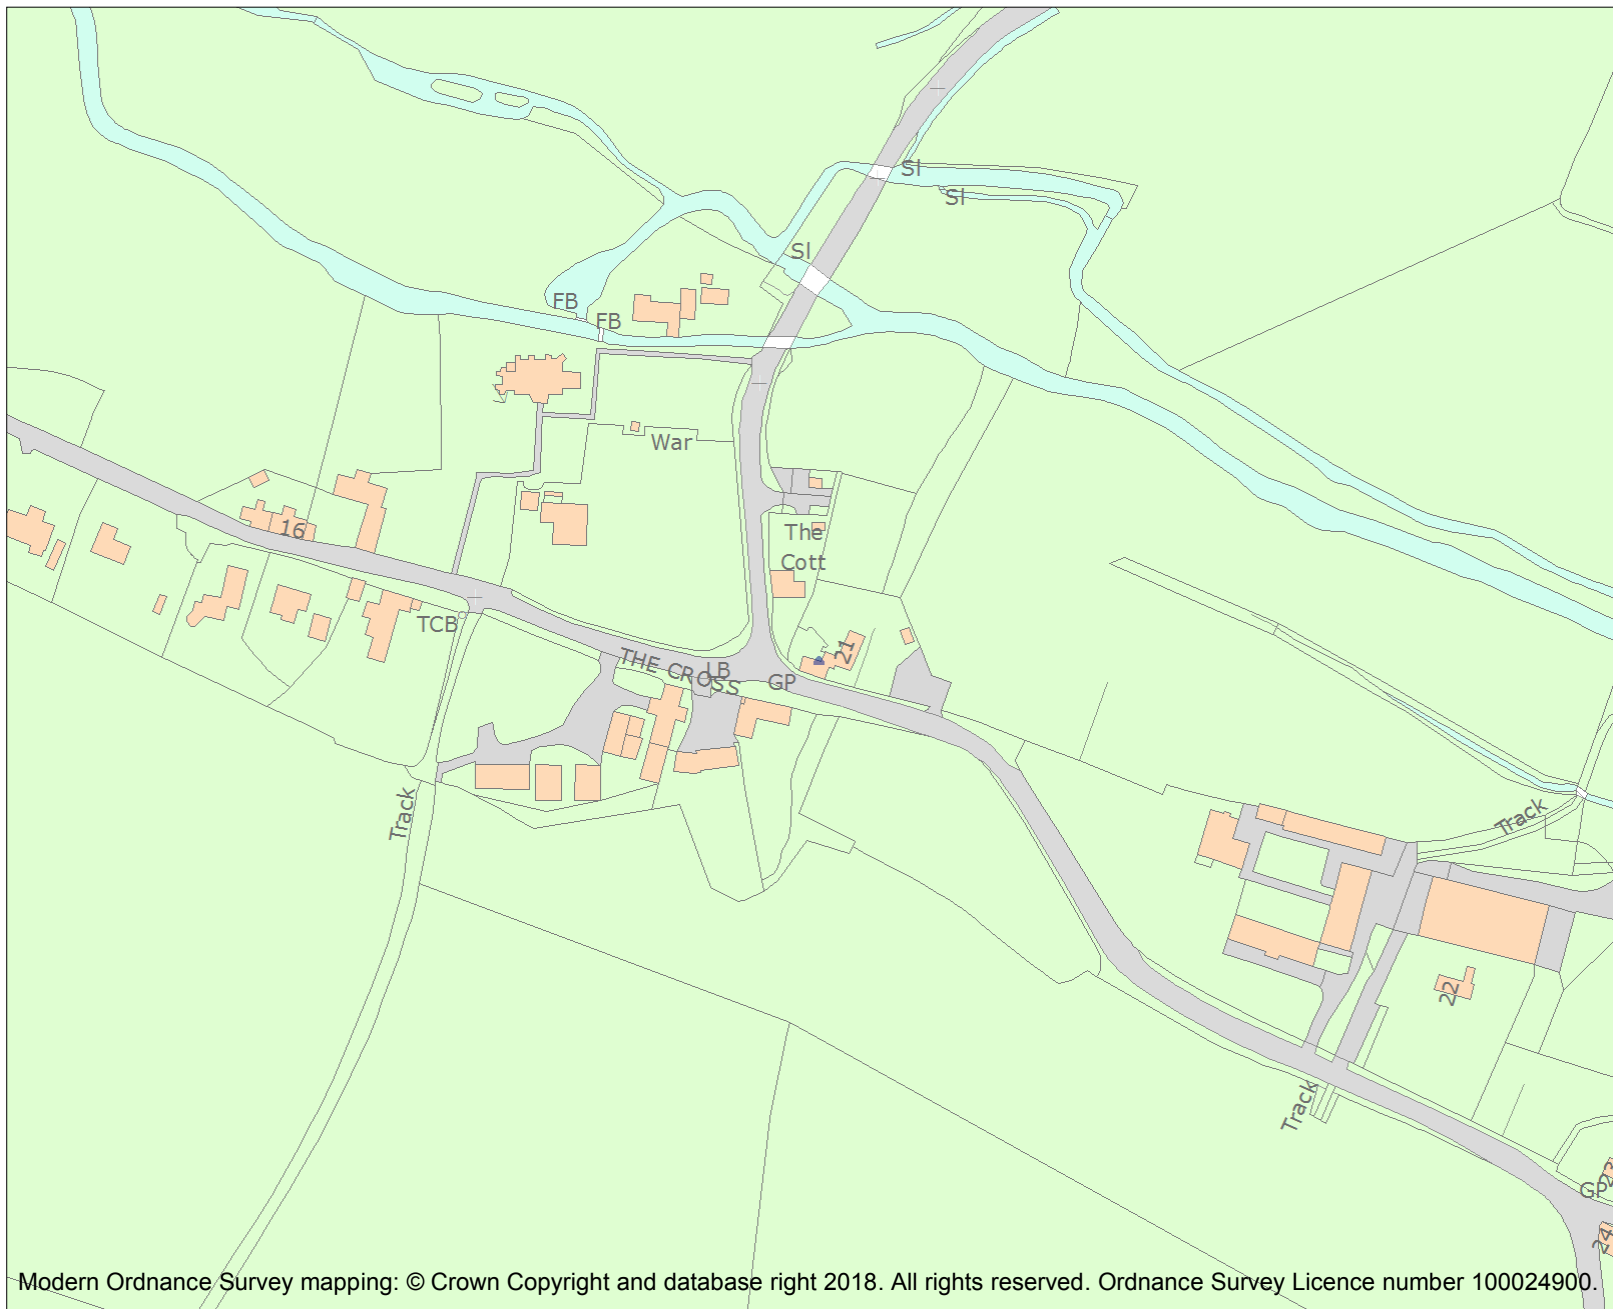 Sl
Sl
Sl
FB
FB
War
16
The
Cott
TCB
21
THE CROSS
LB
GP
Track
Track
22
Track
23
GP
24
Modern Ordnance Survey mapping: © Crown Copyright and database right 2018. All rights reserved. Ordnance Survey Licence number 100024900.